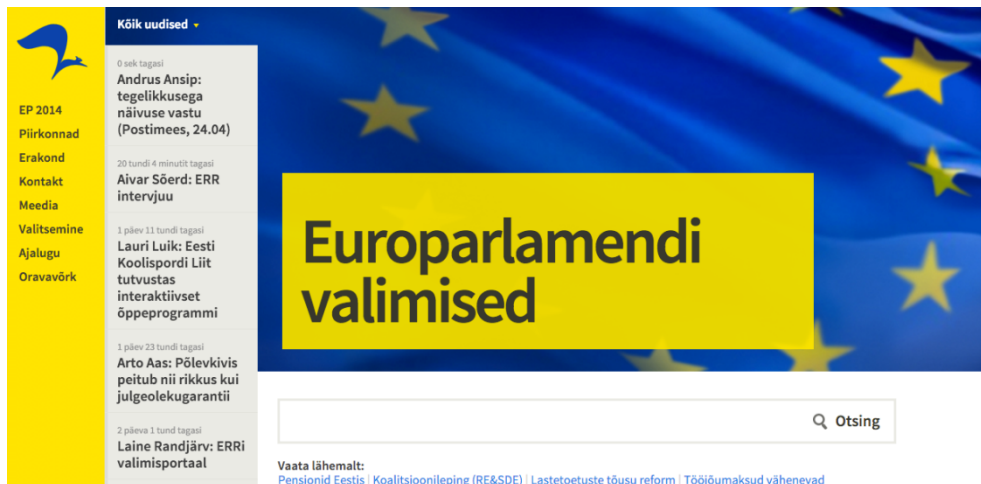 EP 2014
Piirkonnad
Erakond
Kontakt
Meedia
Valitsemine
Ajalugu
Oravavõrk
Kõik uudised
0 sek tagasi
Andrus Ansip:
tegelikkusega
näivuse vastu
(Postimees, 24.04)
20 tundi 4 minutit tagasi
Aivar Sõerd: ERR
intervjuu
1 päev 11 tundi tagasi
Lauri Luik: Eesti
Koolispordi Liit
tutvustas
interaktiivset
õppeprogrammi
1 päev 23 tundi tagasi
Arto Aas: Põlevkivis
peitub nii rikkus kui
julgeolekugarantii
2 päeva 1 tund tagasi
Laine Randjärv: ERRi
valimisportaal
Europarlamendi
valimised
Otsing
Vaata lähemalt:
Pensionid Eestis | Koalitsioonileping (RE&SDE) | Lastetoetuste tõusu reform | Tööjõumaksud vähenevad